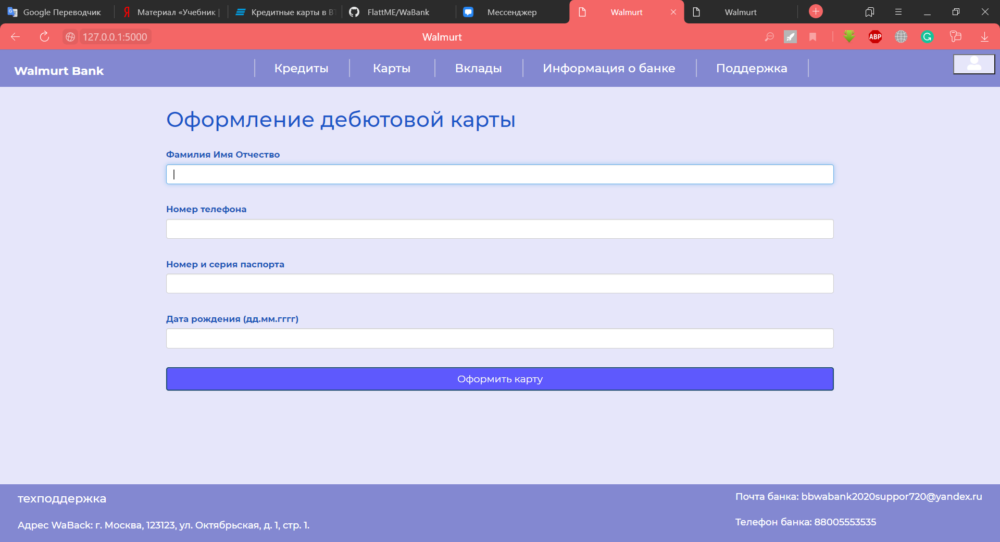 Google Переводчик
Материал «Учебник |
Кредитные карты в ВТ
FlattME/WaBank
Мессенджер
Walmurt
Walmurt
127.0.0.1:5000
Walmurt
ABP
Walmurt Bank
Кредиты
Карты
Вклады
Информация о банке
Поддержка
Оформление дебютовой карты
Фамилия Имя Отчество
Номер телефона
Номер и серия паспорта
Дата рождения (дд.мм.гггг)
Оформить карту
техподдержка
Почта банка: bbwabank2020suppor720@yandex.ru
Адрес WaBack: г. Москва, 123123, ул. Октябрьская, д. 1, стр. 1.
Телефон банка: 88005553535